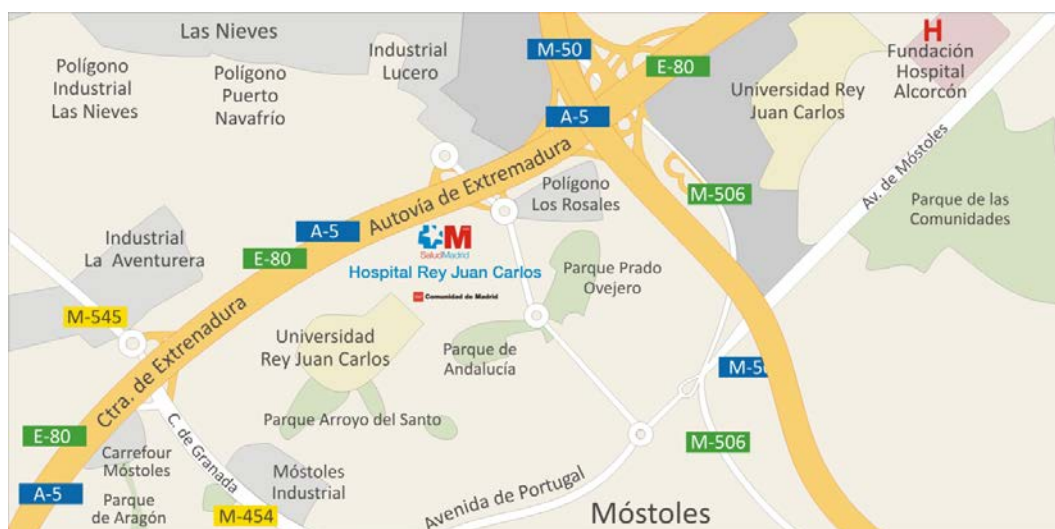 Las Nieves
Polígono
Industrial
Las Nieves
Polígono
Puerto
Navafrío
Industrial
Lucero
M-50
E-80
A-5
H
Fundación
Hospital
Alcorcón
Universidad Rey
Juan Carlos
Av. de Móstoles
M-506
Parque de las
Comunidades
Autovía de Extremadura
Polígono
Los Rosales
A-5
E-80
Industrial
La Aventurera
SaludMadrid
Hospital Rey Juan Carlos
Comunidad de Madrid
Parque Prado
Ovejero
M-545
Ctra. de Extrenadura
Universidad
Rey Juan Carlos
Parque de
Andalucía
M-50
Parque Arroyo del Santo
E-80
C. de Granada
M-506
Carrefour
Móstoles
A-5
Parque
de Aragón
Móstoles
Industrial
M-454
Avenida de Portugal
Móstoles